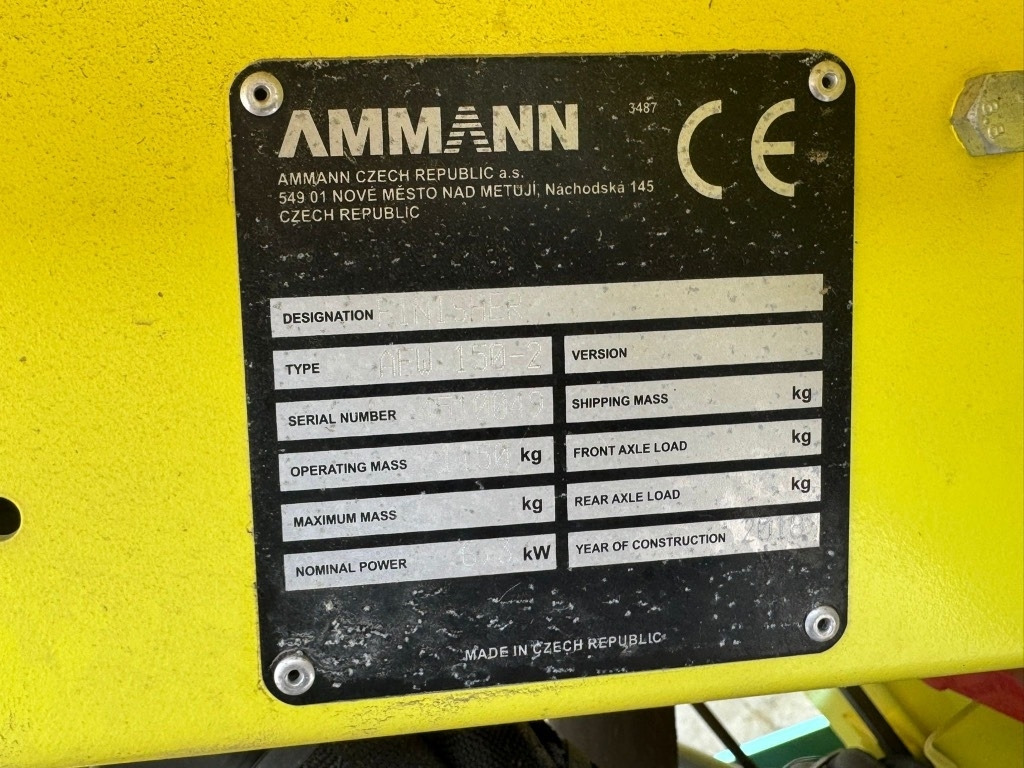 AMMANN
3487
CE
AMMANN CZECH REPUBLIC a.s.
549 01 NOVÉ MĚSTO NAD METUJÍ, Náchodská 145
CZECH REPUBLIC
DESIGNATION FINISHER
TYPE AFW 150-2
VERSION
SERIAL NUMBER
SHIPPING MASS kg
OPERATING MASS 1150 kg
FRONT AXLE LOAD kg
MAXIMUM MASS kg
REAR AXLE LOAD kg
NOMINAL POWER kW
YEAR OF CONSTRUCTION 2018
MADE IN CZECH REPUBLIC